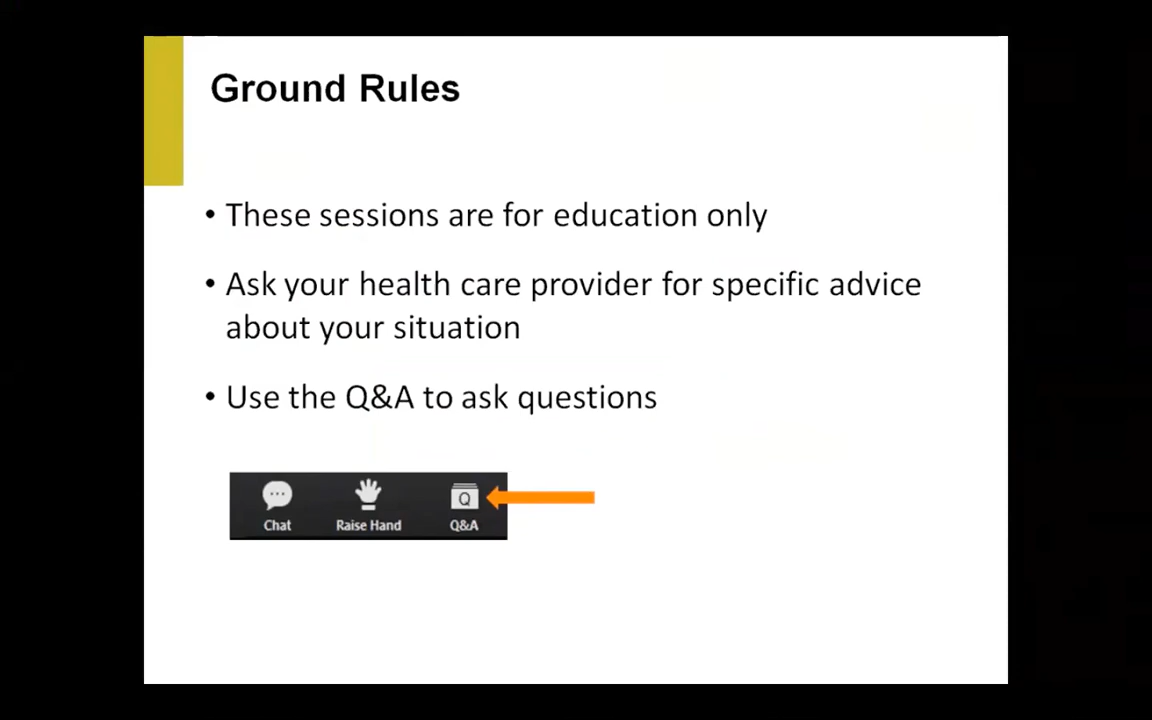 Ground Rules
• These sessions are for education only
• Ask your health care provider for specific advice
about your situation
• Use the Q&A to ask questions
Q
Chat Raise Hand Q&A